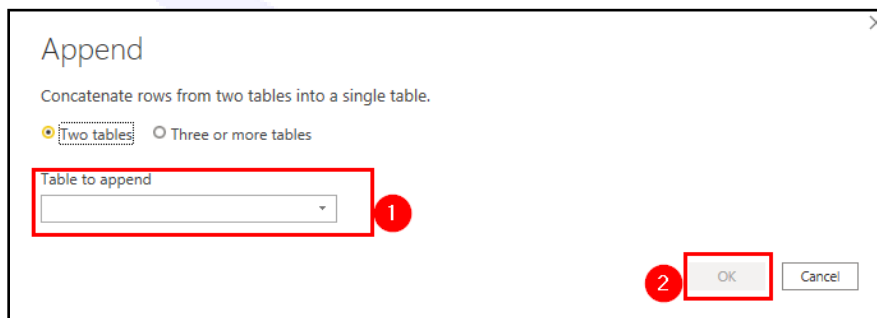 Append
Concatenate rows from two tables into a single table.
Two tables Three or more tables
Table to append
1
2 OK Cancel